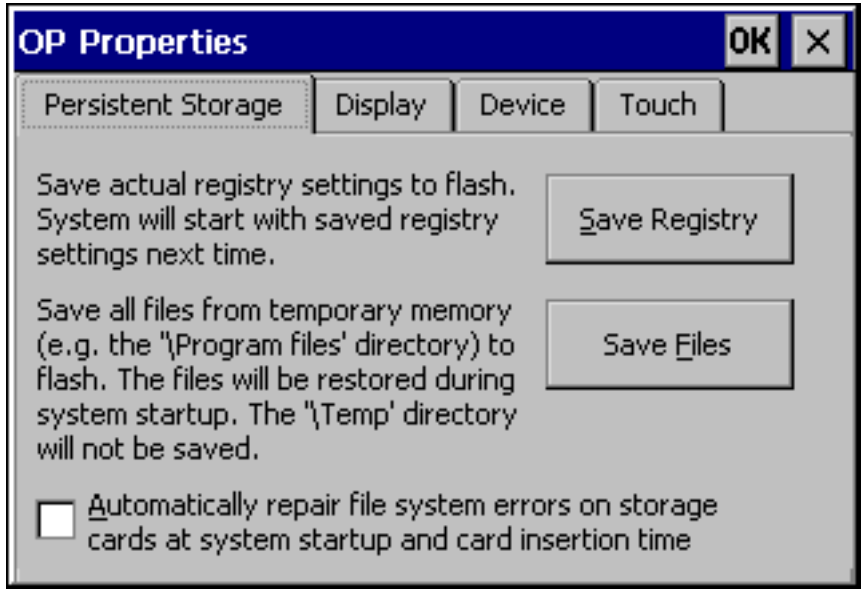 OP Properties OK ×
Persistent Storage Display Device Touch
Save actual registry settings to flash.
System will start with saved registry
settings next time.
Save Registry
Save all files from temporary memory
(e.g. the "\Program files' directory) to
flash. The files will be restored during
system startup. The "\Temp' directory
will not be saved.
Save Files
Automatically repair file system errors on storage
cards at system startup and card insertion time